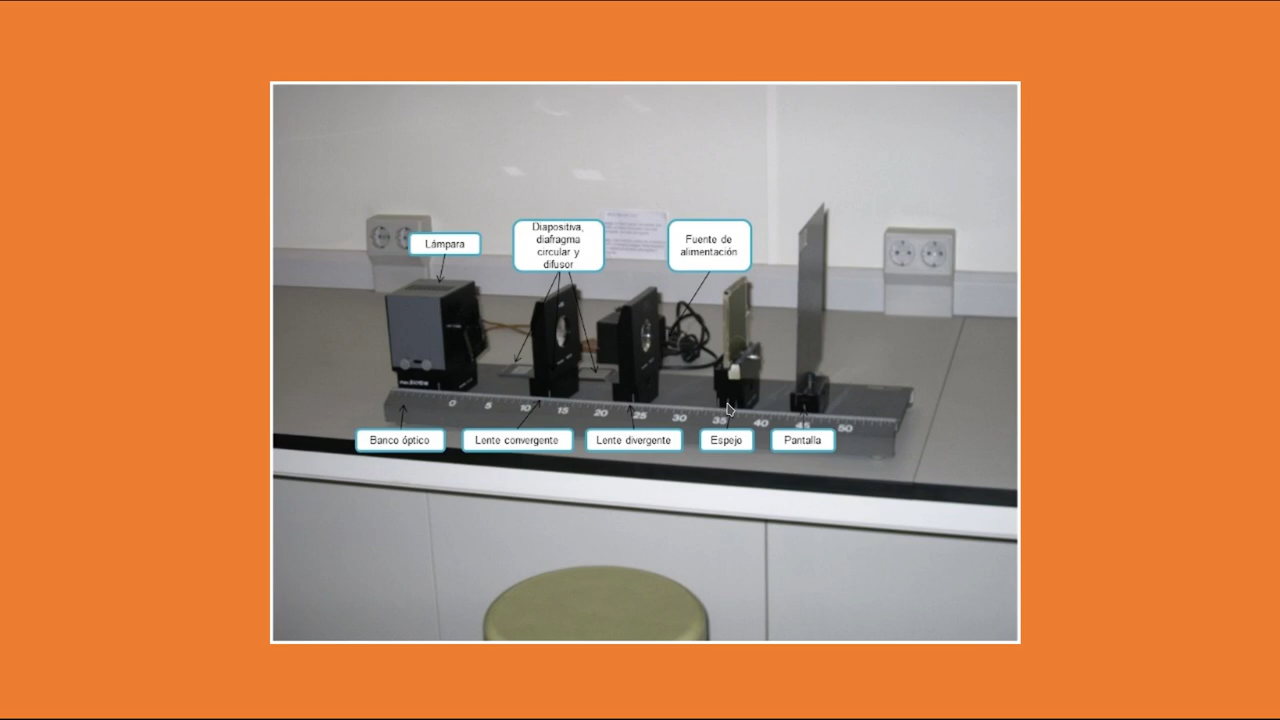 Lámpara
Diapositiva,
diafragma
circular y
difusor
Fuente de
alimentación
0 5 10 15 20 25 30 35 40 45 50
Banco óptico
Lente convergente
Lente divergente
Espejo
Pantalla